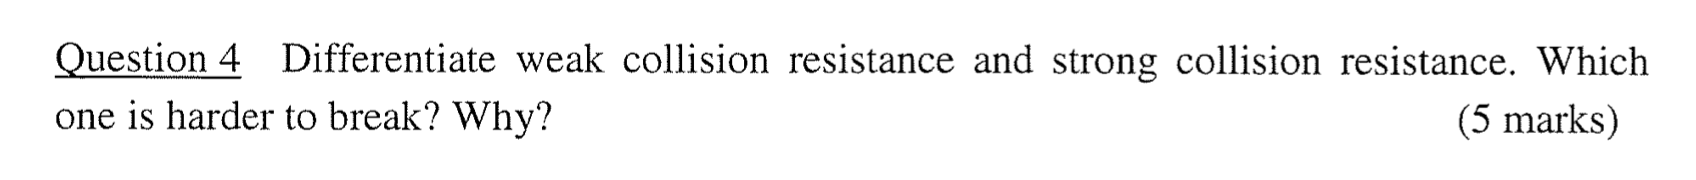 Question 4 Differentiate weak collision resistance and strong collision resistance. Which
one is harder to break? Why? (5 marks)